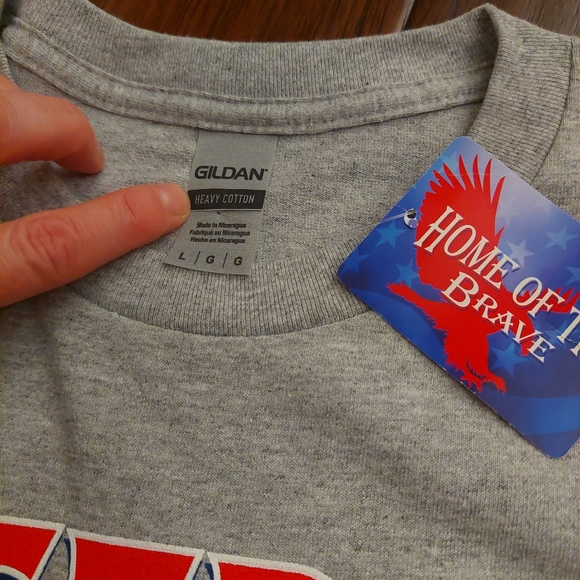 GILDAN
HEAVY COTTON
Made in Nicaragua
Fabriqué au Nicaragua
Hecho en Nicaragua
L | G | G
HOME OF
BRAVE